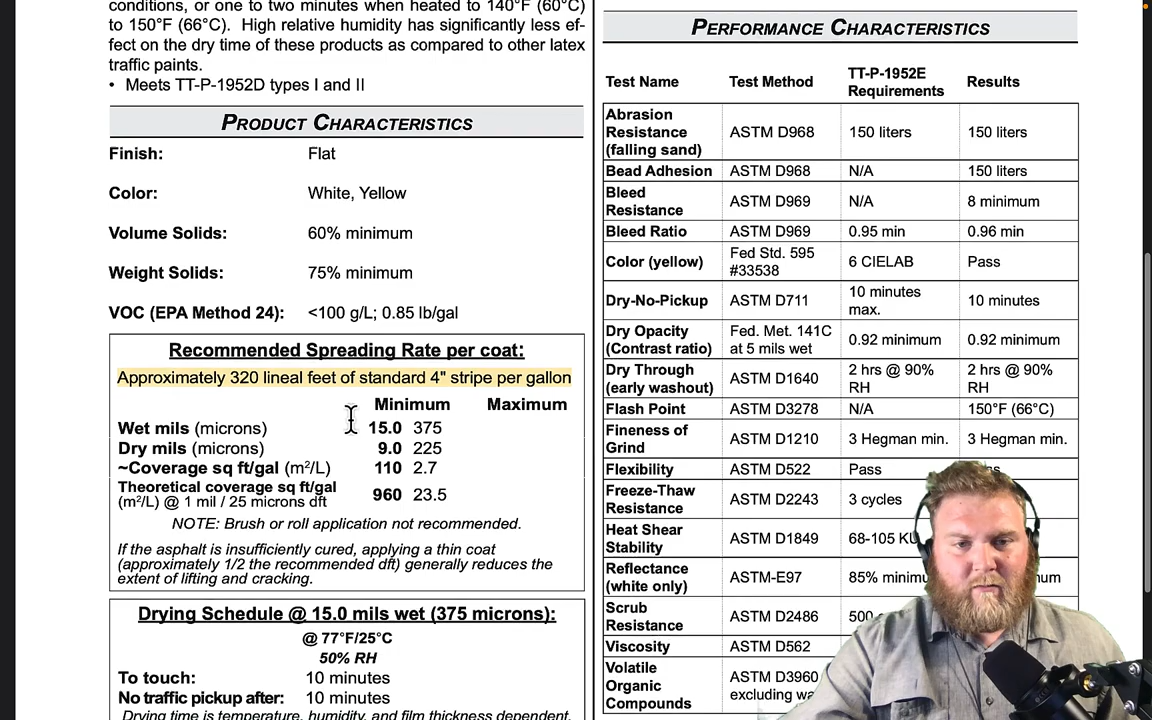 conditions, or one to two minutes when heated to 140°F (60°C)
to 150°F (66°C). High relative humidity has significantly less ef-
fect on the dry time of these products as compared to other latex
traffic paints.
• Meets TT-P-1952D types I and II
PRODUCT CHARACTERISTICS
Finish: Flat
Color: White, Yellow
Volume Solids: 60% minimum
Weight Solids: 75% minimum
VOC (EPA Method 24): <100 g/L; 0.85 lb/gal
Recommended Spreading Rate per coat:
Approximately 320 lineal feet of standard 4" stripe per gallon
Minimum Maximum
Wet mils (microns) 15.0 375
Dry mils (microns) 9.0 225
~Coverage sq ft/gal (m²/L) 110 2.7
Theoretical coverage sq ft/gal
(m²/L) @ 1 mil / 25 microns dft 960 23.5
NOTE: Brush or roll application not recommended.
If the asphalt is insufficiently cured, applying a thin coat
(approximately 1/2 the recommended dft) generally reduces the
extent of lifting and cracking.
Drying Schedule @ 15.0 mils wet (375 microns):
@ 77°F/25°C
50% RH
To touch: 10 minutes
No traffic pickup after: 10 minutes
Drying time is temperature, humidity, and film thickness dependent.
PERFORMANCE CHARACTERISTICS
Test Name Test Method TT-P-1952E Requirements Results
Abrasion Resistance (falling sand) ASTM D968 150 liters 150 liters
Bead Adhesion ASTM D968 N/A 150 liters
Bleed Resistance ASTM D969 N/A 8 minimum
Bleed Ratio ASTM D969 0.95 min 0.96 min
Color (yellow) Fed Std. 595 #33538 6 CIELAB Pass
Dry-No-Pickup ASTM D711 10 minutes max. 10 minutes
Dry Opacity (Contrast ratio) Fed. Met. 141C at 5 mils wet 0.92 minimum 0.92 minimum
Dry Through (early washout) ASTM D1640 2 hrs @ 90% RH 2 hrs @ 90% RH
Flash Point ASTM D3278 N/A 150°F (66°C)
Fineness of Grind ASTM D1210 3 Hegman min. 3 Hegman min.
Flexibility ASTM D522 Pass
Freeze-Thaw Resistance ASTM D2243 3 cycles
Heat Shear Stability ASTM D1849 68-105 KU
Reflectance (white only) ASTM-E97 85%
Scrub Resistance ASTM D2486 500
Viscosity ASTM D562
Volatile Organic Compounds ASTM D3960 excluding